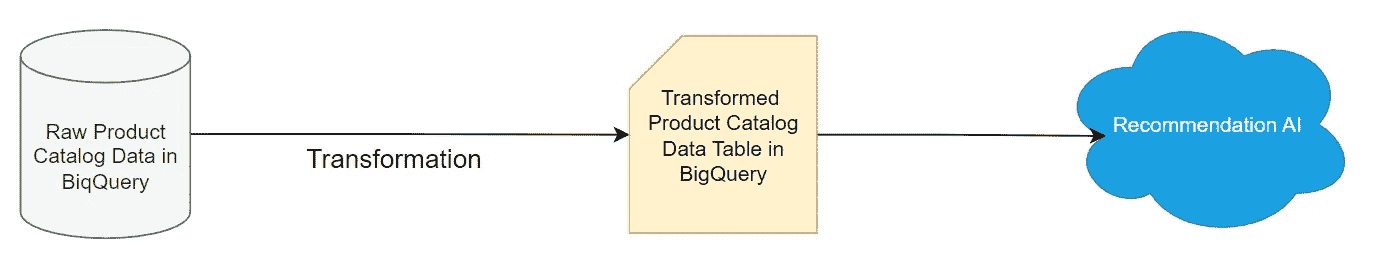 Raw Product
Catalog Data in
BiqQuery
Transformation
Transformed
Product Catalog
Data Table in
BigQuery
Recommendation AI